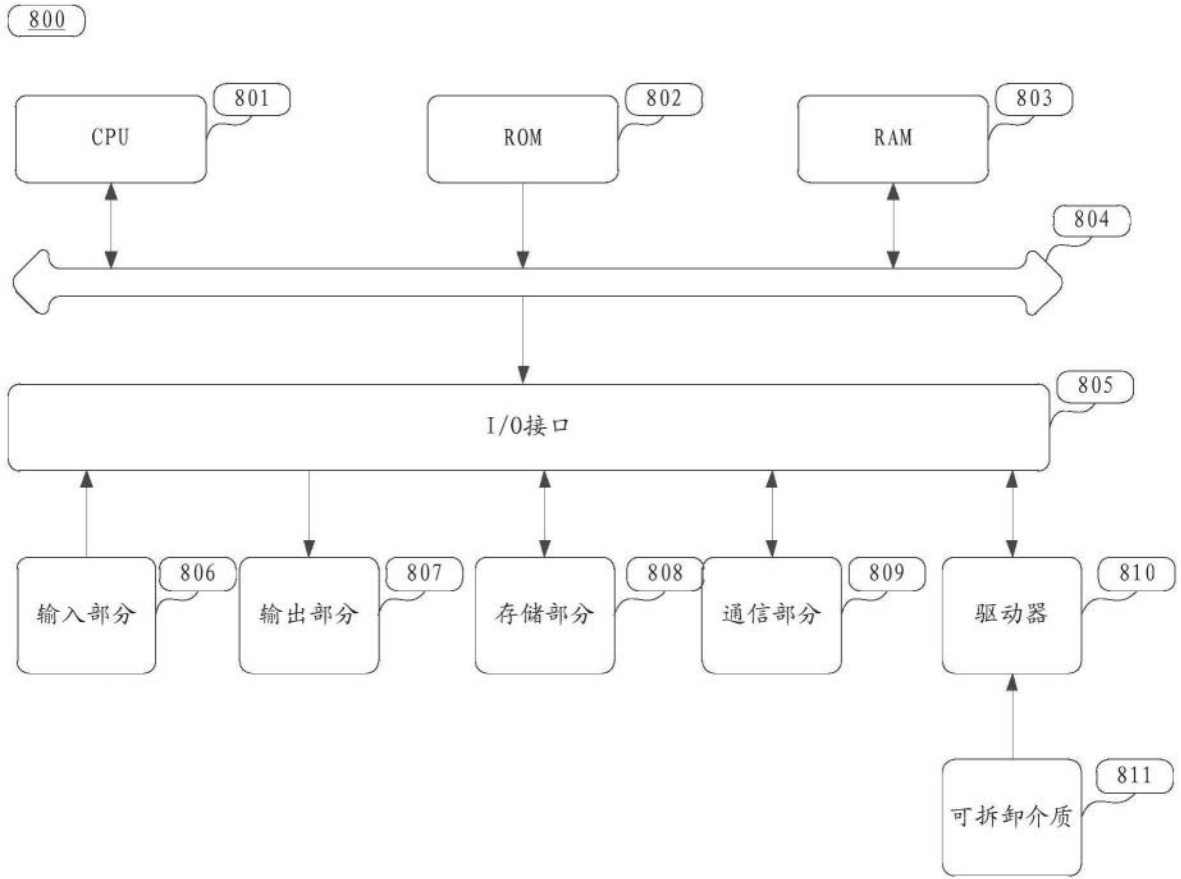 800
801
802
803
CPU
ROM
RAM
804
805
I/O接口
806
807
808
809
810
输入部分
输出部分
存储部分
通信部分
驱动器
811
可拆卸介质